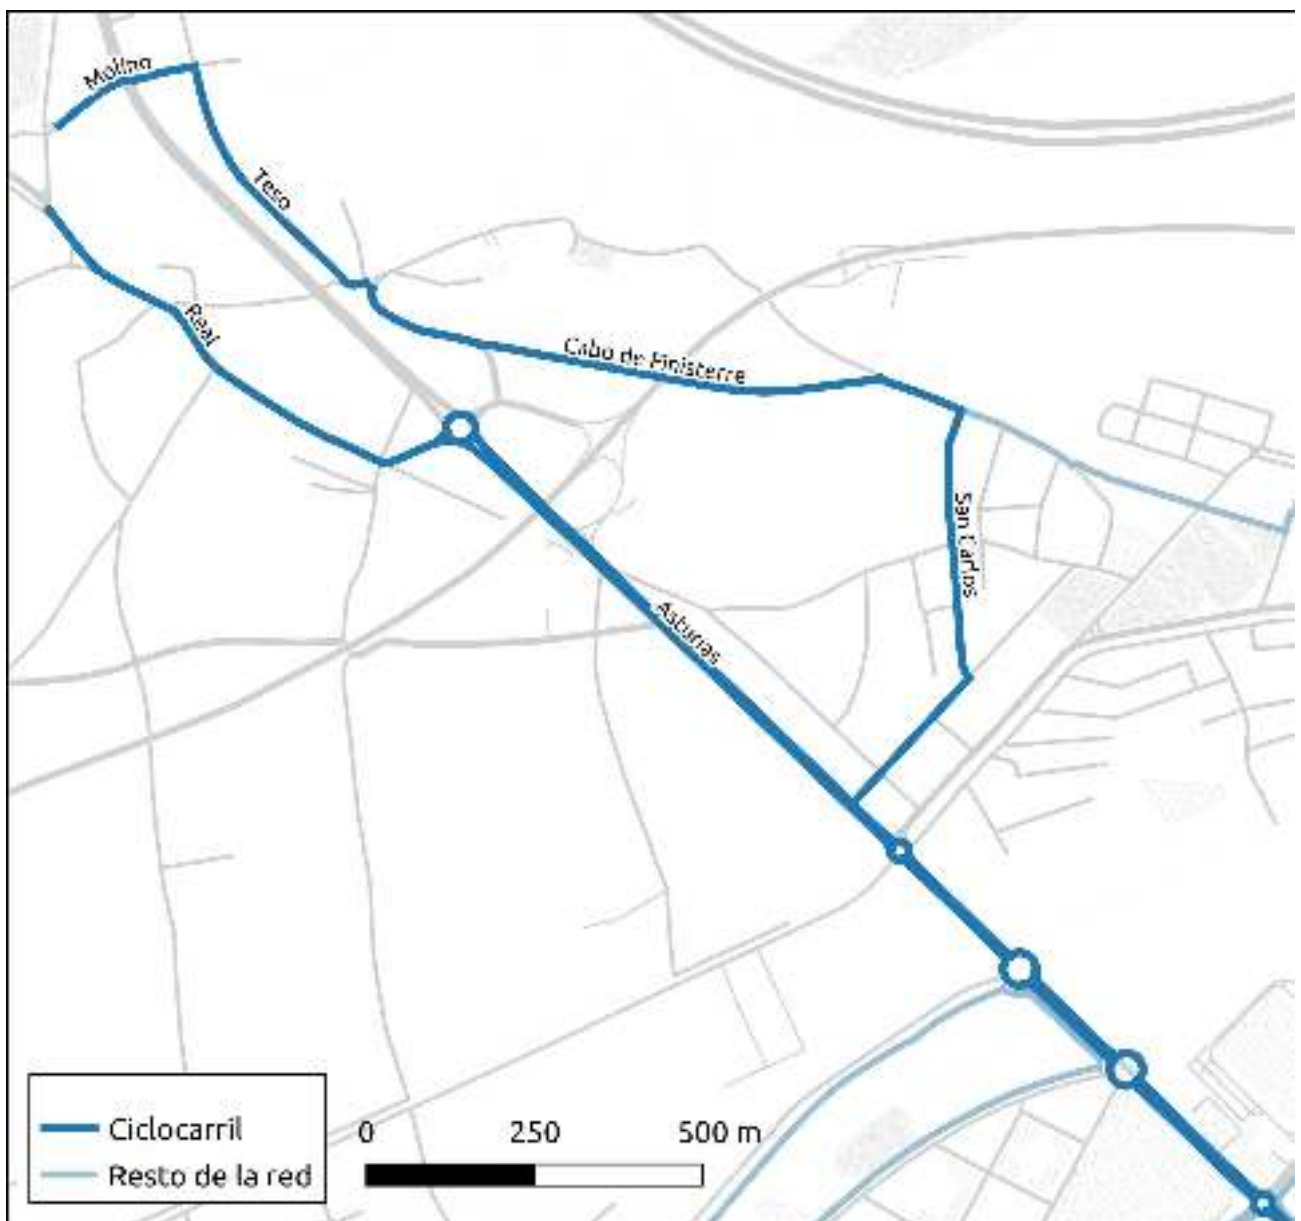 Molino
Teso
Real
Cabo de Finisterre
San Carlos
Asturias
Ciclocarril
Resto de la red
0 250 500 m